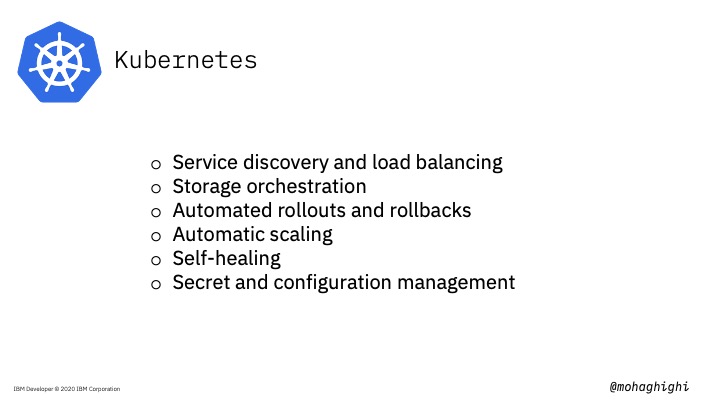 Kubernetes
○ Service discovery and load balancing
○ Storage orchestration
○ Automated rollouts and rollbacks
○ Automatic scaling
○ Self-healing
○ Secret and configuration management
IBM Developer © 2020 IBM Corporation
@mohaghighi